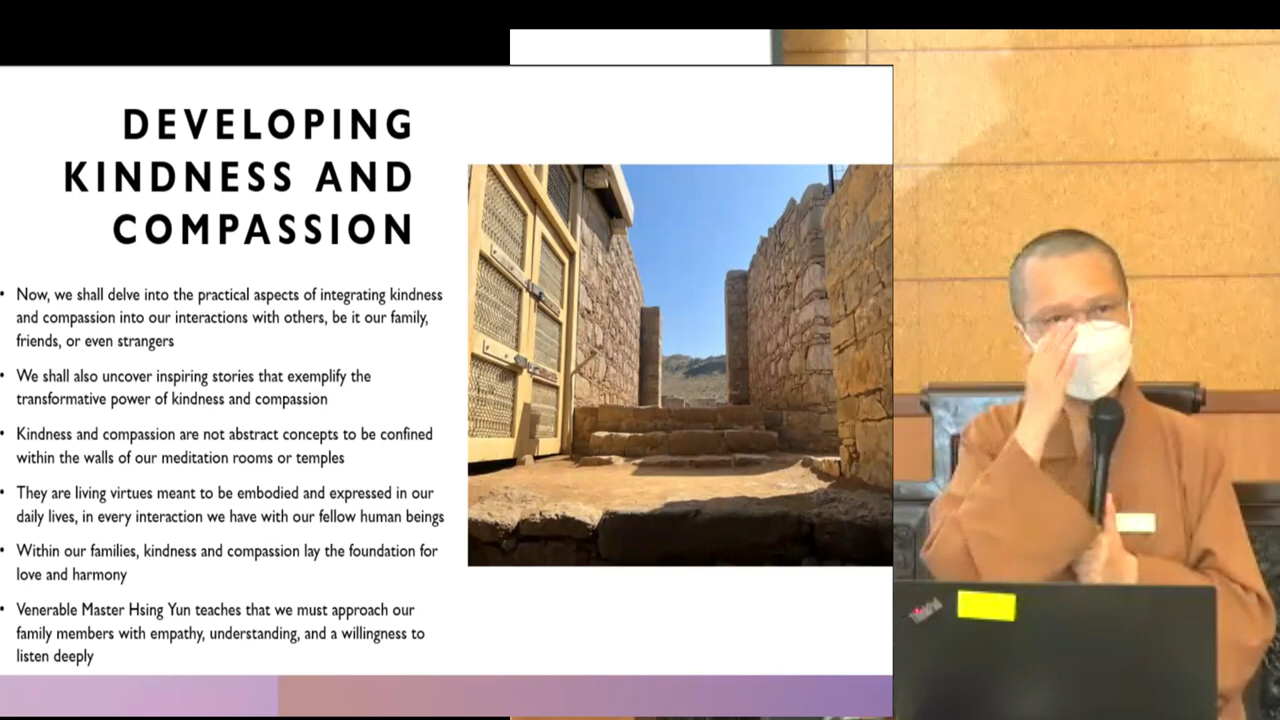 DEVELOPING
KINDNESS AND
COMPASSION
• Now, we shall delve into the practical aspects of integrating kindness
and compassion into our interactions with others, be it our family,
friends, or even strangers
• We shall also uncover inspiring stories that exemplify the
transformative power of kindness and compassion
• Kindness and compassion are not abstract concepts to be confined
within the walls of our meditation rooms or temples
• They are living virtues meant to be embodied and expressed in our
daily lives, in every interaction we have with our fellow human beings
• Within our families, kindness and compassion lay the foundation for
love and harmony
• Venerable Master Hsing Yun teaches that we must approach our
family members with empathy, understanding, and a willingness to
listen deeply